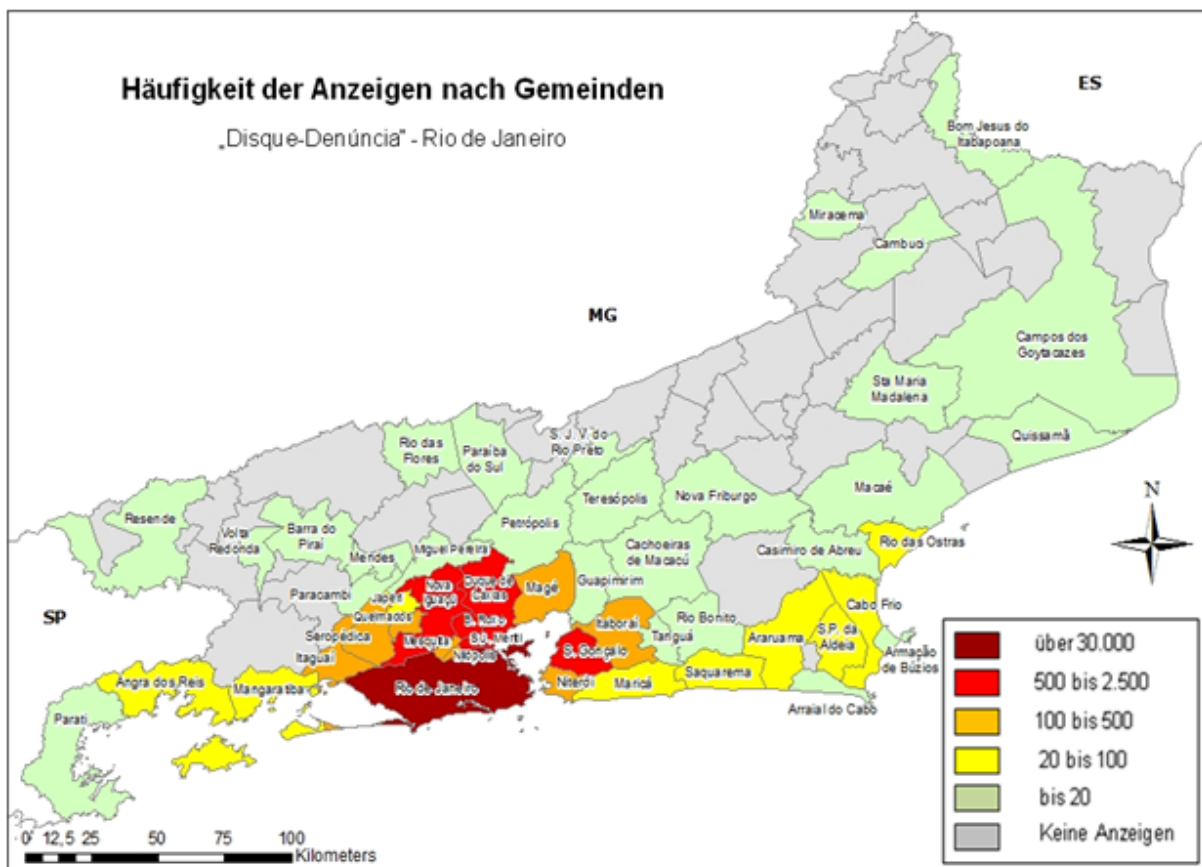 Häufigkeit der Anzeigen nach Gemeinden
„Disque-Denúncia" - Rio de Janeiro
ES
Bom Jesus do
Itabapoana
Miracema
Cambuci
MG
Campos dos
Goytacazes
Sta Maria
Madalena
Quissamã
S. J. V. do
Rio Preto
Rio das
Flores
Paraíba
do Sul
Macaé
Teresópolis
Nova Friburgo
Resende
Petrópolis
N
Volta
Redonda
Barra do
Piraí
Rio das Ostras
Mendes
Miguel Pereira
Cachoeiras
de Macacú
Casimiro de Abreu
Paracambi
Japeri
Nova
Iguaçú
Duque de
Caxias
Magé
Guapimirim
SP
Queimados
B. Roxo
Itaboraí
Rio Bonito
Cabo Frio
Seropédica
Mesquita
S.J. Meriti
Tanguá
Araruama
S.P. da
Aldeia
Itaguaí
Nilópolis
S. Gonçalo
Armação
de Búzios
Angra dos Reis
Mangaratiba
Rio de Janeiro
Niterói
Maricá
Saquarema
Parati
Arraial do Cabo
über 30.000
500 bis 2.500
100 bis 500
20 bis 100
bis 20
Keine Anzeigen
0 12,5 25 50 75 100
Kilometers